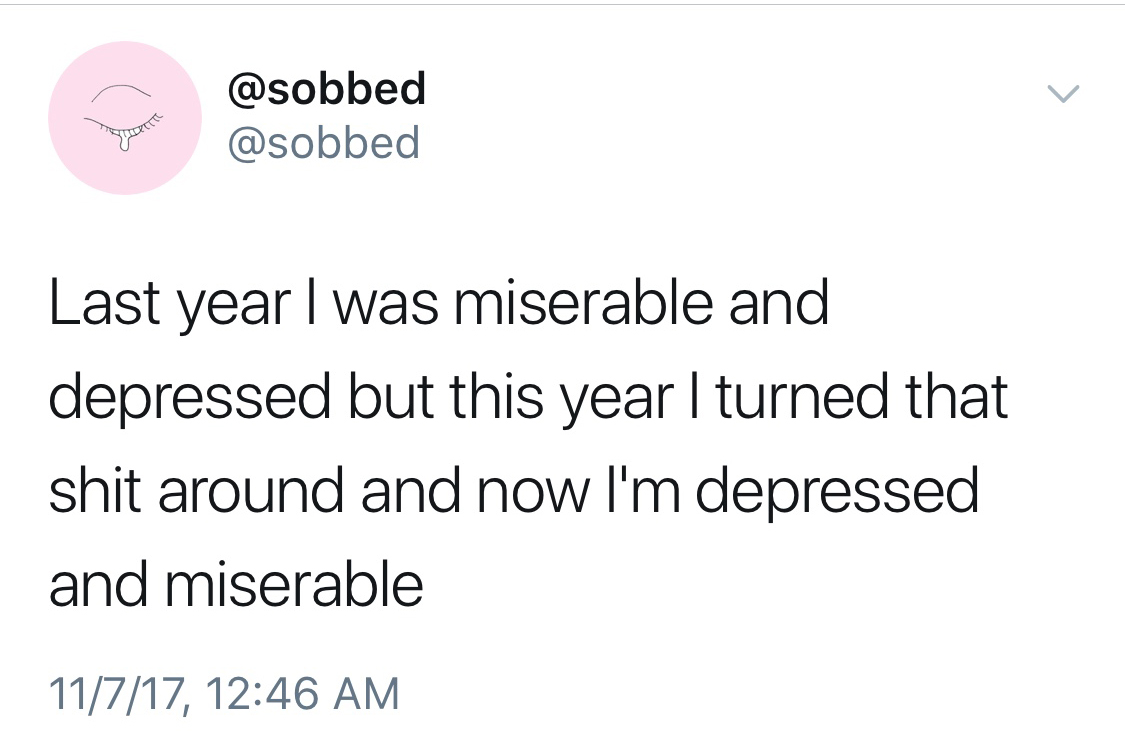 @sobbed
@sobbed
Last year I was miserable and
depressed but this year I turned that
shit around and now I'm depressed
and miserable
11/7/17, 12:46 AM